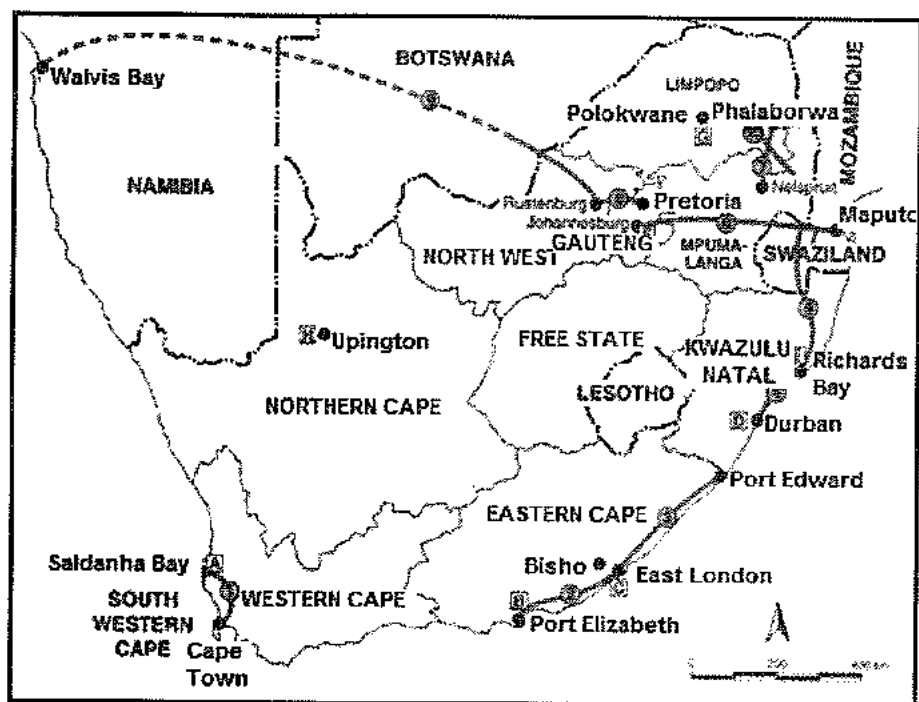 BOTSWANA
LIMPOPO
MOZAMBIQUE
Walvis Bay
Polokwane
Phalaborwa
NAMIBIA
Nelspruit
Rustenburg
Pretoria
Johannesburg
GAUTENG
Maputo
NORTH WEST
MPUMA-
LANGA
SWAZILAND
Upington
FREE STATE
KWAZULU
NATAL
Richards
Bay
LESOTHO
NORTHERN CAPE
D
Durban
Port Edward
EASTERN CAPE
3
Saldanha Bay
A
Bisho
East London
C
SOUTH
WESTERN
CAPE
WESTERN CAPE
Port Elizabeth
Cape
Town